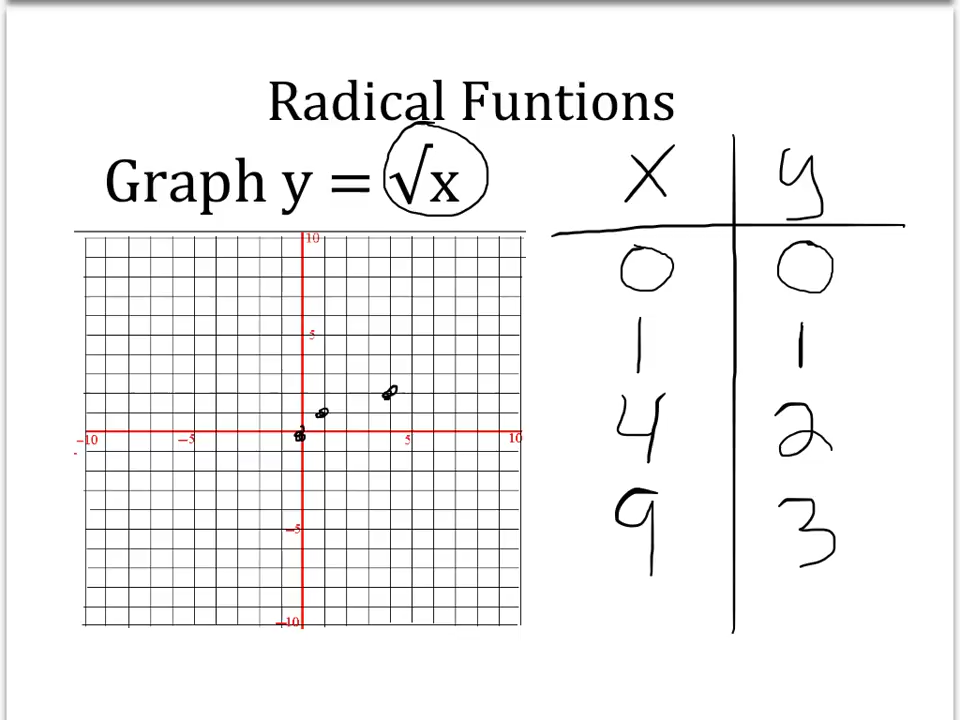 Radical Funtions
Graph y = √x
x y
0 0
1 1
4 2
9 3
10
5
-10 -5 5 10
-5
-10